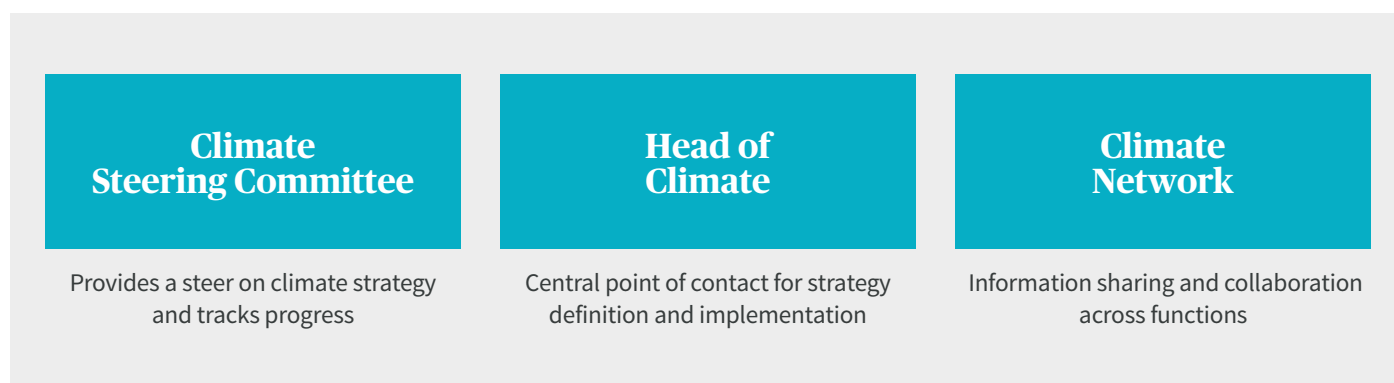 Climate
Steering Committee
Provides a steer on climate strategy
and tracks progress
Head of
Climate
Central point of contact for strategy
definition and implementation
Climate
Network
Information sharing and collaboration
across functions